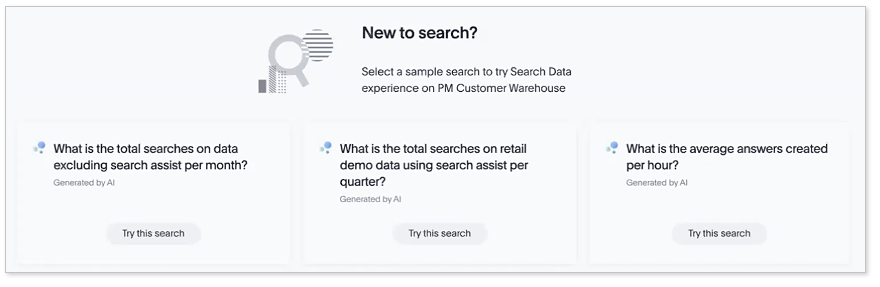 New to search?
Select a sample search to try Search Data
experience on PM Customer Warehouse
What is the total searches on data
excluding search assist per month?
Generated by AI
Try this search
What is the total searches on retail
demo data using search assist per
quarter?
Generated by AI
Try this search
What is the average answers created
per hour?
Generated by AI
Try this search